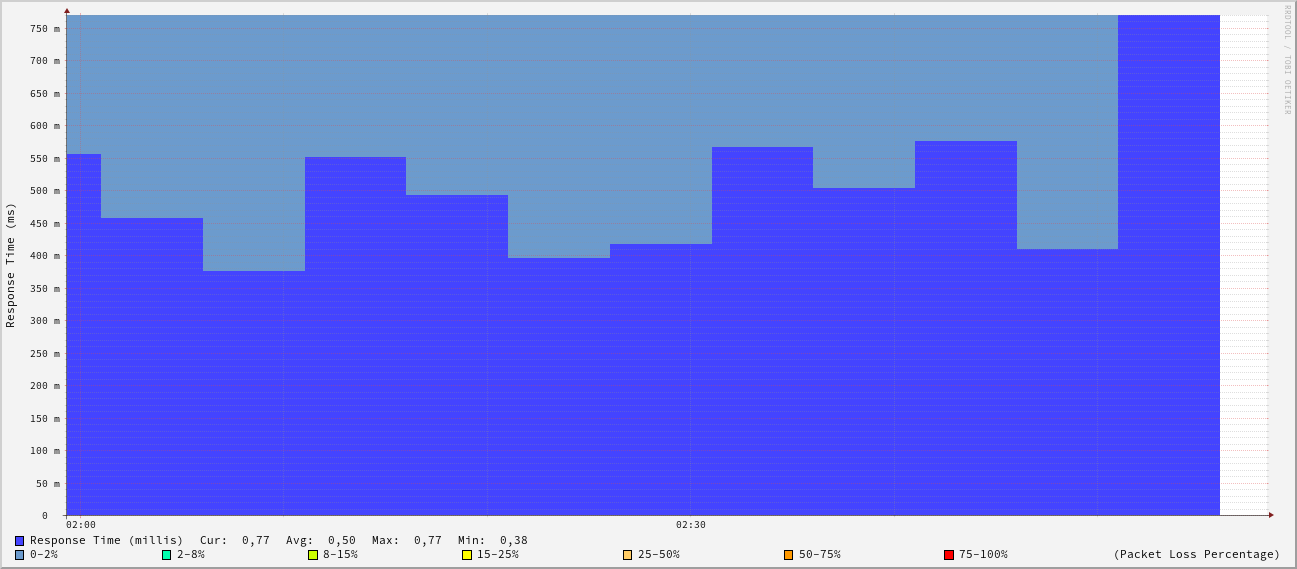 RRDTOOL / TOBI OETIKER
Response Time (ms)
750 m
700 m
650 m
600 m
550 m
500 m
450 m
400 m
350 m
300 m
250 m
200 m
150 m
100 m
50 m
0
02:00 02:30
Response Time (millis) Cur: 0,77 Avg: 0,50 Max: 0,77 Min: 0,38
0-2% 2-8% 8-15% 15-25% 25-50% 50-75% 75-100% (Packet Loss Percentage)